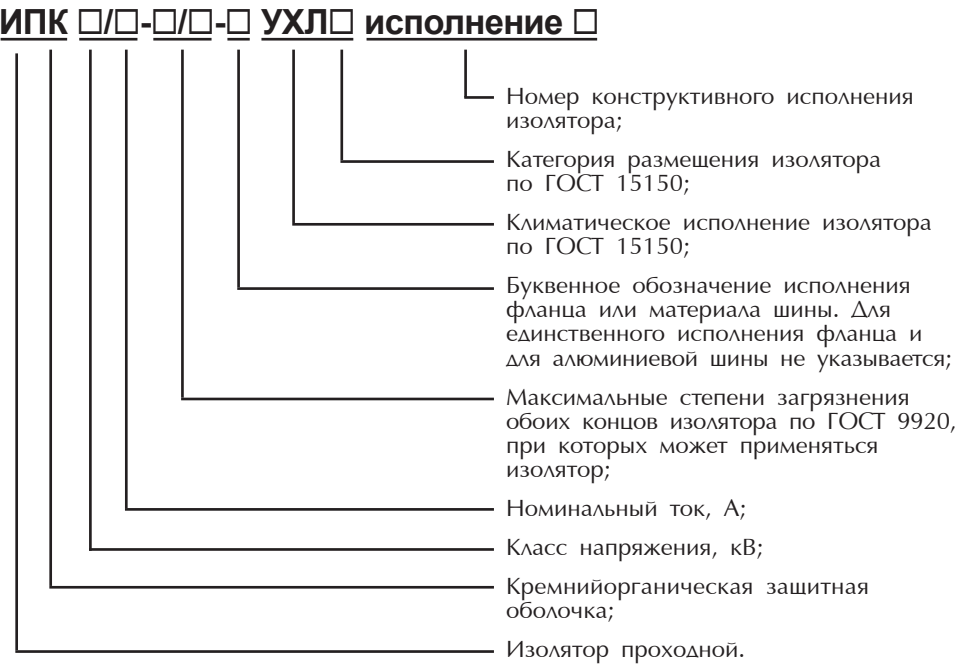 ИПК □/□-□/□-□ УХЛ□ исполнение □
Номер конструктивного исполнения
изолятора;
Категория размещения изолятора
по ГОСТ 15150;
Климатическое исполнение изолятора
по ГОСТ 15150;
Буквенное обозначение исполнения
фланца или материала шины. Для
единственного исполнения фланца и
для алюминиевой шины не указывается;
Максимальные степени загрязнения
обоих концов изолятора по ГОСТ 9920,
при которых может применяться
изолятор;
Номинальный ток, А;
Класс напряжения, кВ;
Кремнийорганическая защитная
оболочка;
Изолятор проходной.